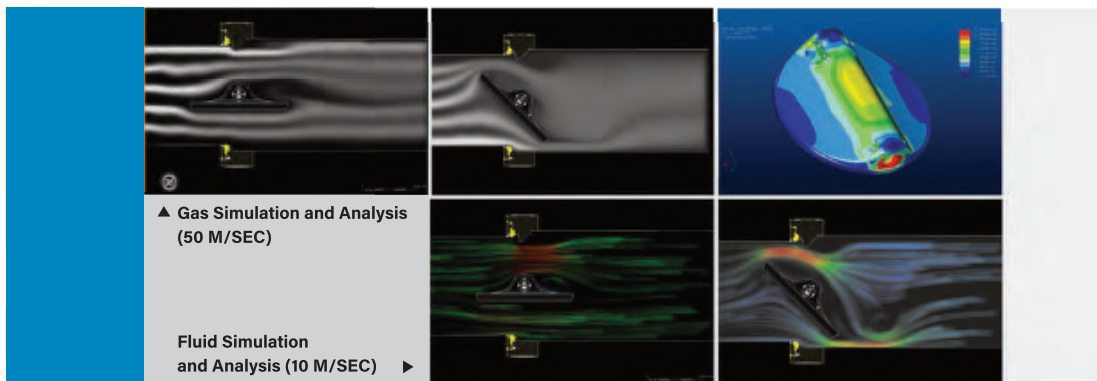 ▲ Gas Simulation and Analysis
(50 M/SEC)
Fluid Simulation
and Analysis (10 M/SEC) ►